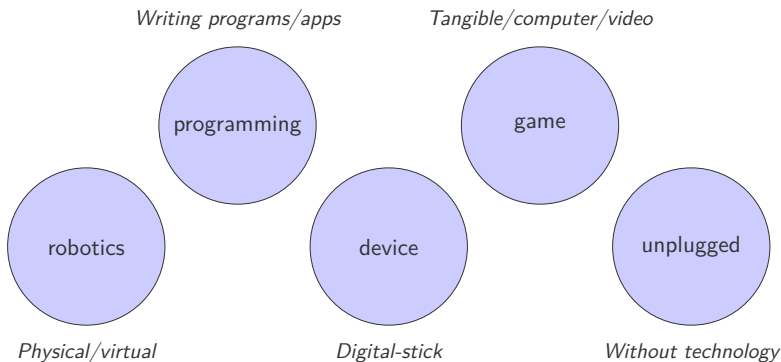 Writing programs/apps
Tangible/computer/video
programming
game
robotics
device
unplugged
Physical/virtual
Digital-stick
Without technology